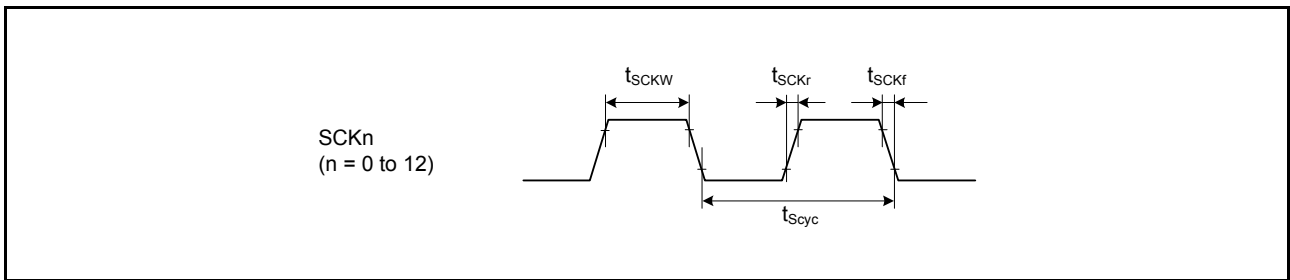 tSCKW
tSCKr
tSCKf
SCKn
(n = 0 to 12)
tScyc